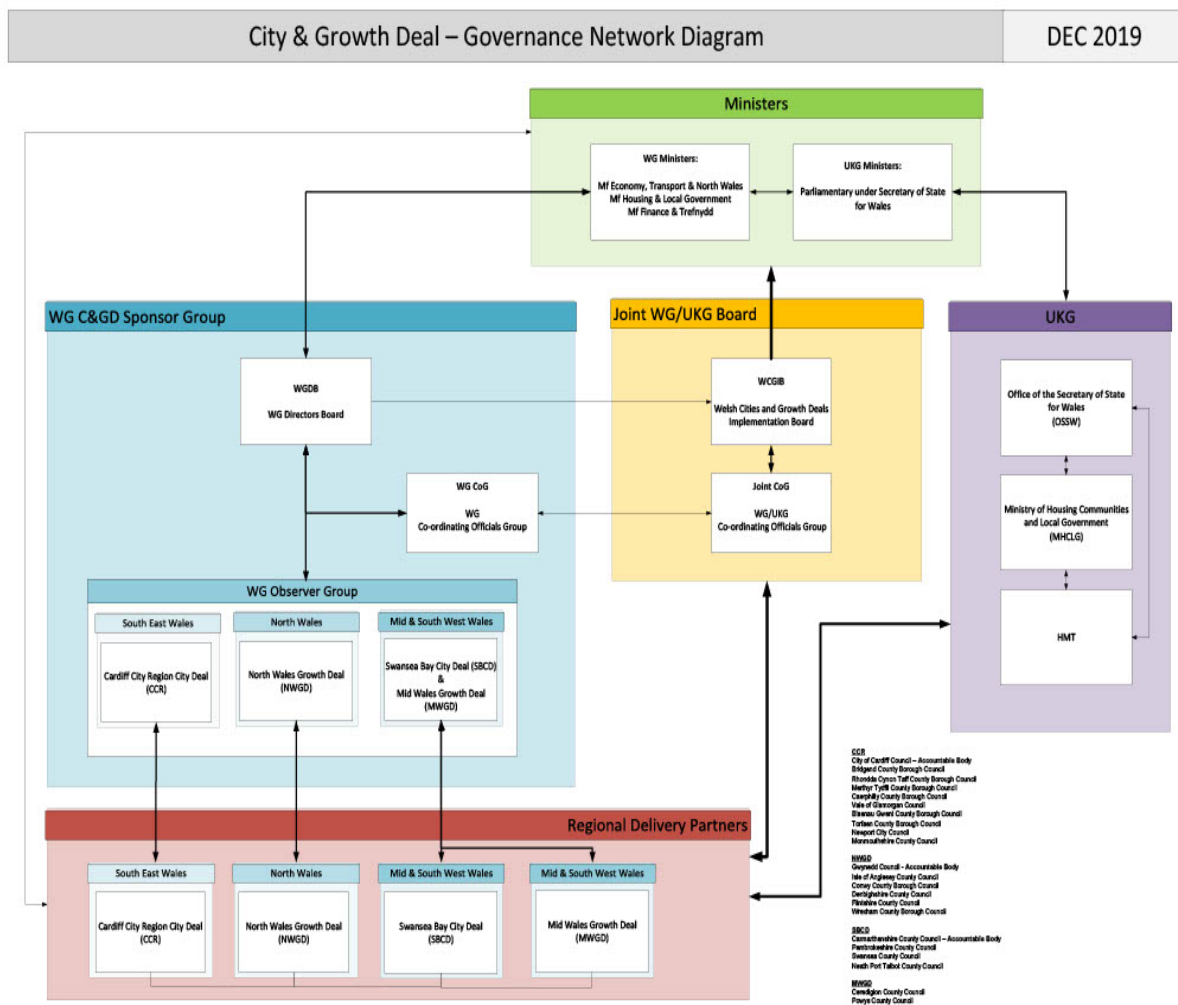 City & Growth Deal – Governance Network Diagram
DEC 2019
Ministers
WG Ministers:
Mf Economy, Transport & North Wales
Mf Housing & Local Government
Mf Finance & Trefnydd
UKG Ministers:
Parliamentary under Secretary of State
for Wales
WG C&GD Sponsor Group
WGDB
WG Directors Board
WG CoG
WG
Co-ordinating Officials Group
WG Observer Group
South East Wales
Cardiff City Region City Deal
(CCR)
North Wales
North Wales Growth Deal
(NWGD)
Mid & South West Wales
Swansea Bay City Deal (SBCD)
&
Mid Wales Growth Deal
(MWGD)
Joint WG/UKG Board
WCGIB
Welsh Cities and Growth Deals
Implementation Board
Joint CoG
WG/UKG
Co-ordinating Officials Group
UKG
Office of the Secretary of State
for Wales
(OSSW)
Ministry of Housing Communities
and Local Government
(MHCLG)
HMT
Regional Delivery Partners
South East Wales
Cardiff City Region City Deal
(CCR)
North Wales
North Wales Growth Deal
(NWGD)
Mid & South West Wales
Swansea Bay City Deal
(SBCD)
Mid & South West Wales
Mid Wales Growth Deal
(MWGD)
CCR
City of Cardiff Council – Accountable Body
Bridgend County Borough Council
Rhondda Cynon Taff County Borough Council
Merthyr Tydfil County Borough Council
Caerphilly County Borough Council
Vale of Glamorgan Council
Blaenau Gwent County Borough Council
Torfaen County Borough Council
Newport City Council
Monmouthshire County Council
NWGD
Gwynedd Council - Accountable Body
Isle of Anglesey County Council
Conwy County Borough Council
Denbighshire County Council
Flintshire County Council
Wrexham County Borough Council
SBCD
Carmarthenshire County Council – Accountable Body
Pembrokeshire County Council
Swansea County Council
Neath Port Talbot County Council
MWGD
Ceredigion County Council
Powys County Council